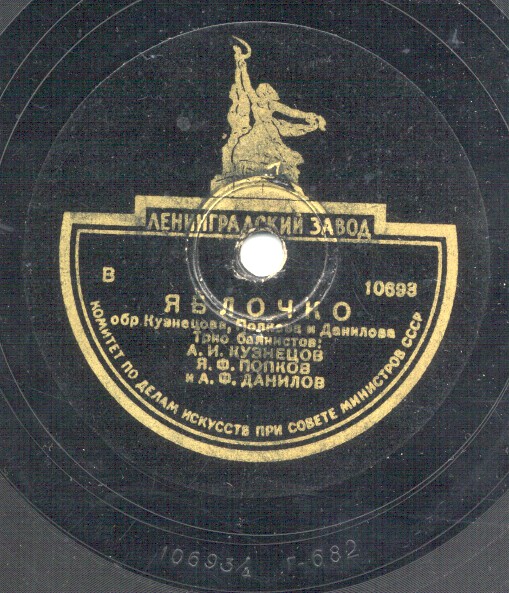 ЛЕНИНГРАДСКИЙ ЗАВОД
В 10693
ЯБЛОЧКО
обр. Кузнецова, Попкова и Данилова
Трио баянистов:
А. И. КУЗНЕЦОВ
Я. Ф. ПОПКОВ
и А. Ф. ДАНИЛОВ
КОМИТЕТ ПО ДЕЛАМ ИСКУССТВ ПРИ СОВЕТЕ МИНИСТРОВ СССР
10693/1 Г-682